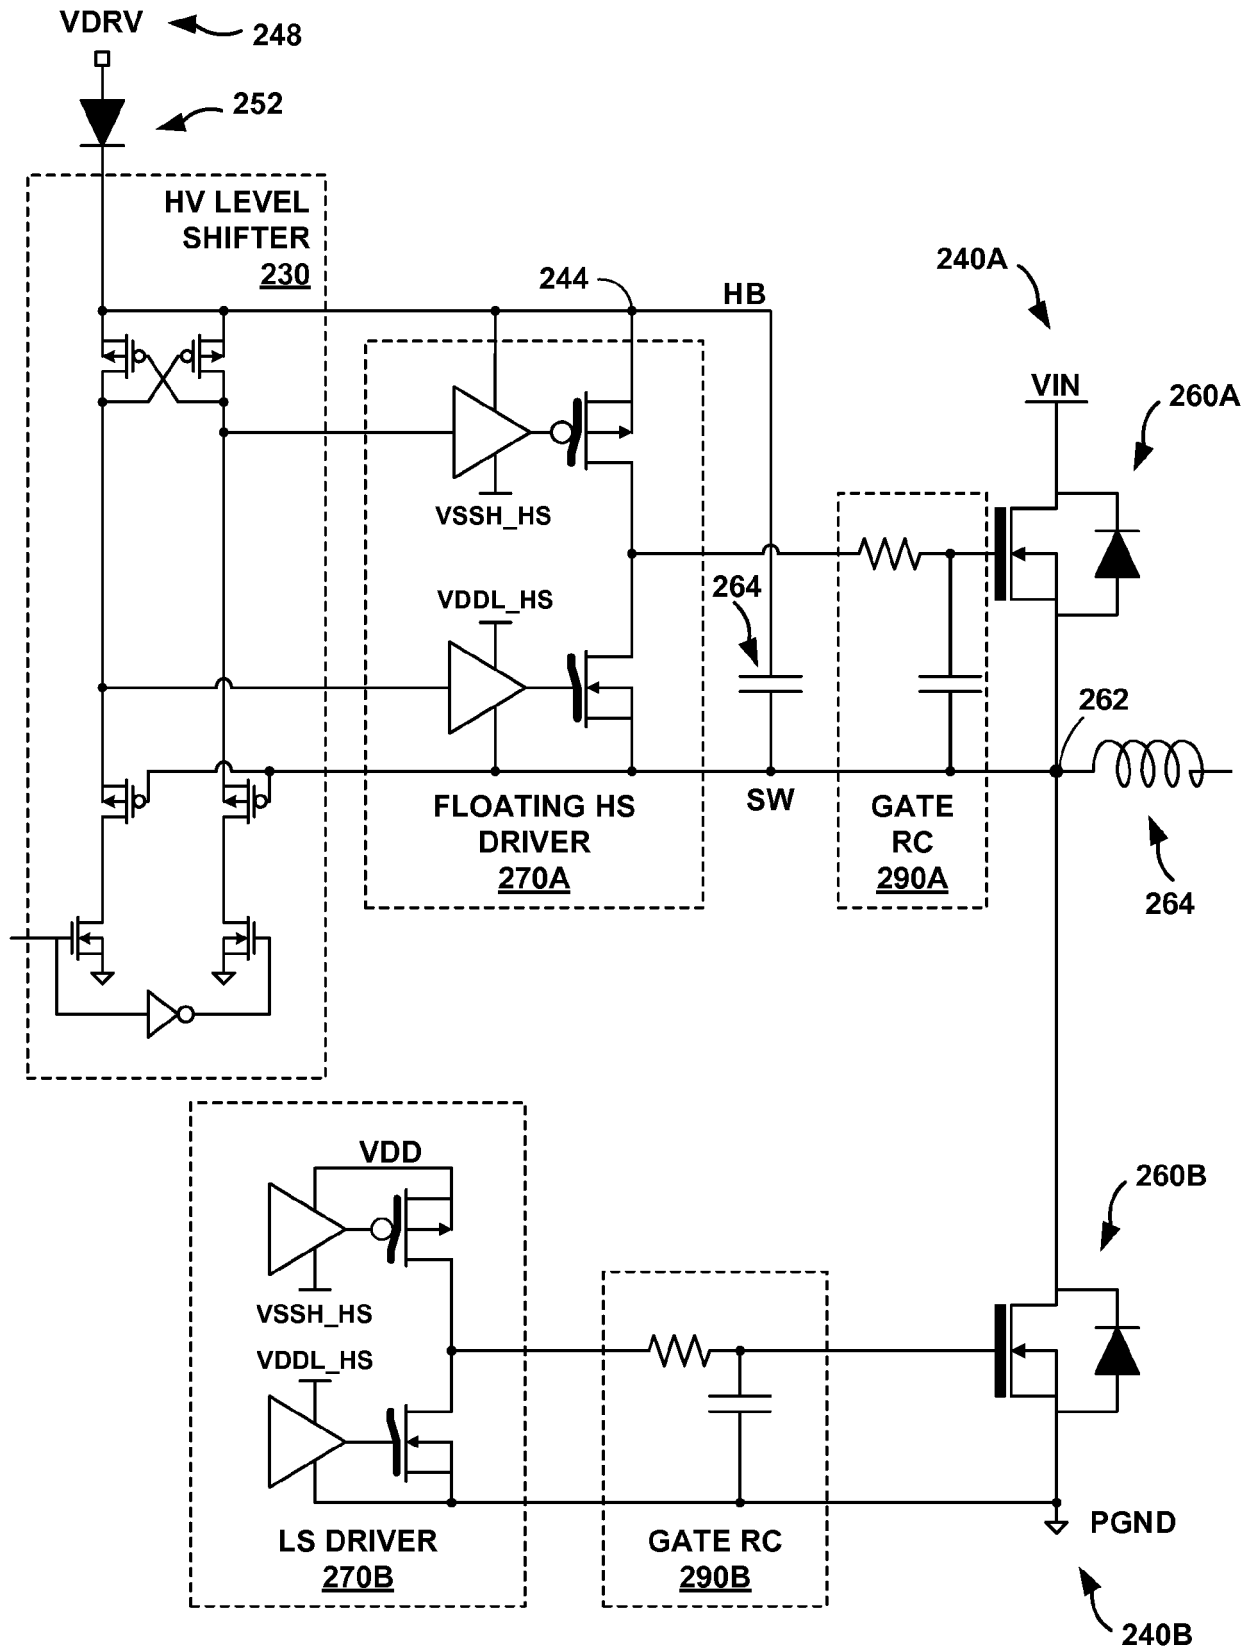 VDRV
248
252
HV LEVEL
SHIFTER
230
244
HB
240A
VIN
260A
VSSH_HS
VDDL_HS
264
262
SW
FLOATING HS
DRIVER
270A
GATE
RC
290A
264
VDD
260B
VSSH_HS
VDDL_HS
LS DRIVER
270B
GATE RC
290B
PGND
240B